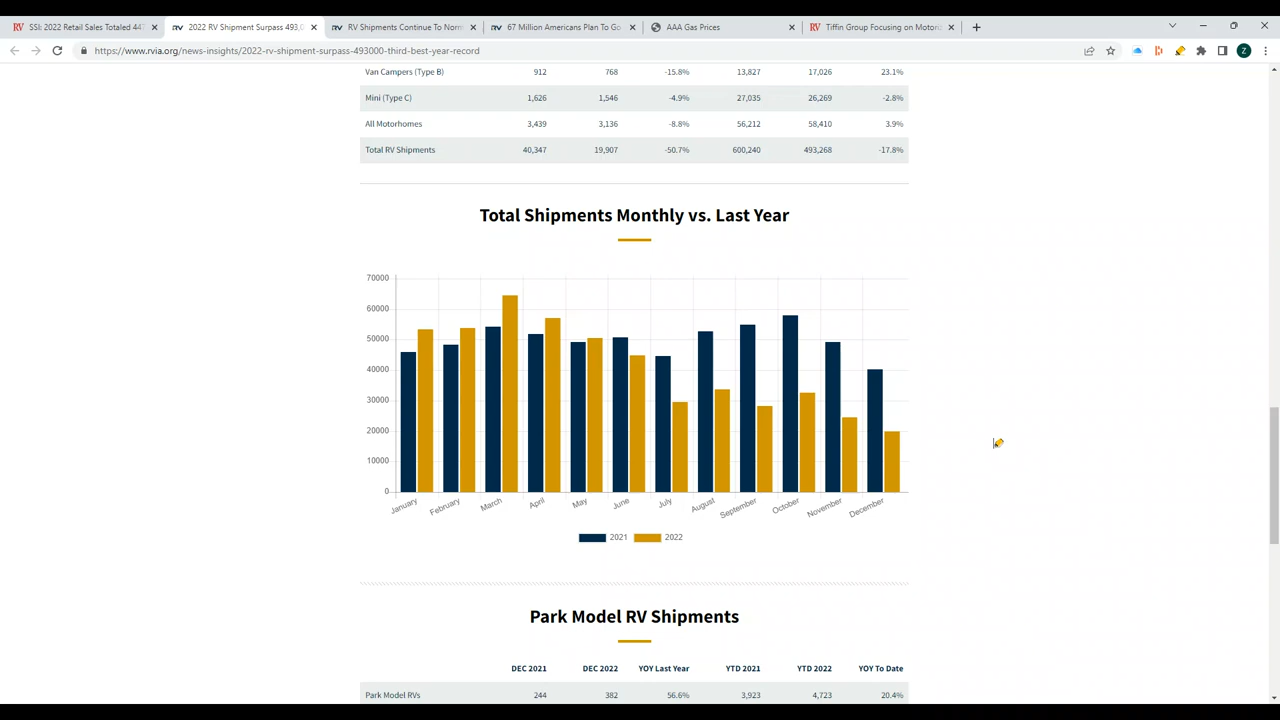 SSI: 2022 Retail Sales Totaled 447
2022 RV Shipment Surpass 493,0
RV Shipments Continue To Norm
67 Million Americans Plan To Go
AAA Gas Prices
Tiffin Group Focusing on Motoriz
https://www.rvia.org/news-insights/2022-rv-shipment-surpass-493000-third-best-year-record
Z
Van Campers (Type B) 912 768 -15.8% 13,827 17,026 23.1%
Mini (Type C) 1,626 1,546 -4.9% 27,035 26,269 -2.8%
All Motorhomes 3,439 3,136 -8.8% 56,212 58,410 3.9%
Total RV Shipments 40,347 19,907 -50.7% 600,240 493,268 -17.8%
Total Shipments Monthly vs. Last Year
70000
60000
50000
40000
30000
20000
10000
0
January February March April May June July August September October November December
2021 2022
Park Model RV Shipments
DEC 2021 DEC 2022 YOY Last Year YTD 2021 YTD 2022 YOY To Date
Park Model RVs 244 382 56.6% 3,923 4,723 20.4%